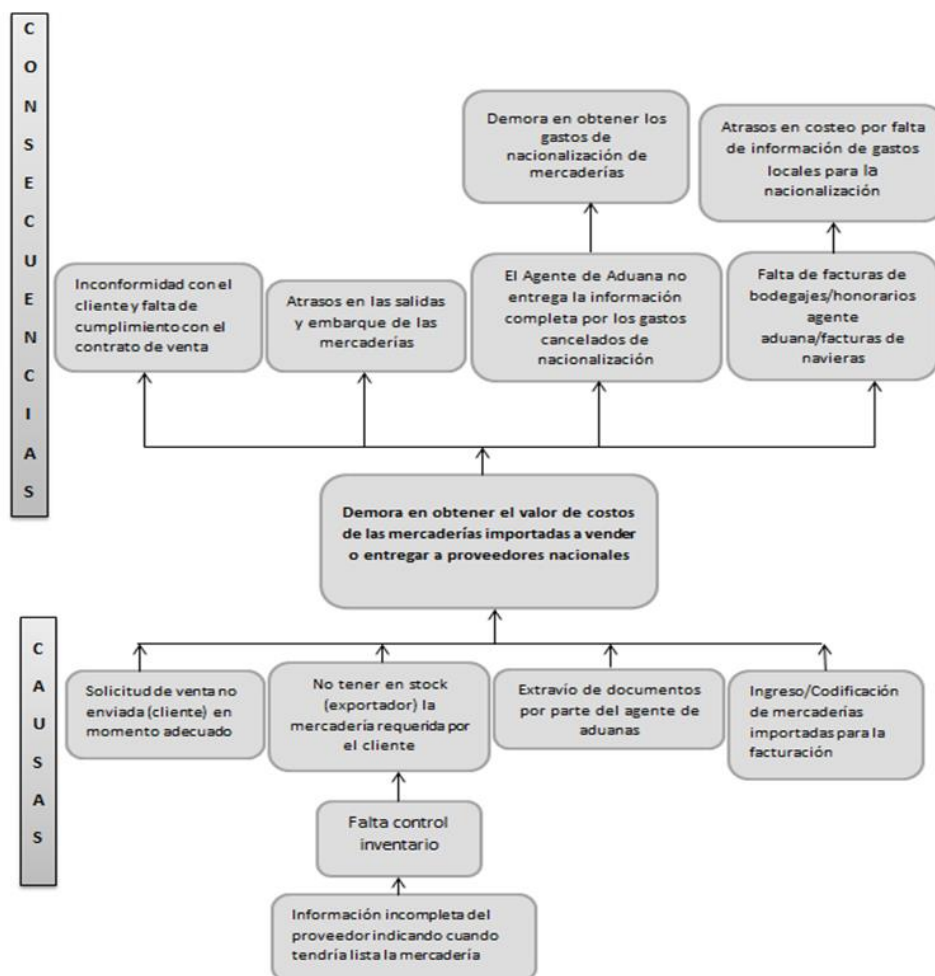 CONSECUENCIAS
Demora en obtener los
gastos de
nacionalización de
mercaderías
Atrasos en costeo por falta
de información de gastos
locales para la
nacionalización
Inconformidad con el
cliente y falta de
cumplimiento con el
contrato de venta
Atrasos en las salidas
y embarque de las
mercaderías
El Agente de Aduana no
entrega la información
completa por los gastos
cancelados de
nacionalización
Falta de facturas de
bodegajes/honorarios
agente
aduana/facturas de
navieras
Demora en obtener el valor de costos
de las mercaderías importadas a vender
o entregar a proveedores nacionales
CAUSAS
Solicitud de venta no
enviada (cliente) en
momento adecuado
No tener en stock
(exportador) la
mercadería requerida por
el cliente
Extravío de documentos
por parte del agente de
aduanas
Ingreso/Codificación
de mercaderías
importadas para la
facturación
Falta control
inventario
Información incompleta del
proveedor indicando cuando
tendría lista la mercadería